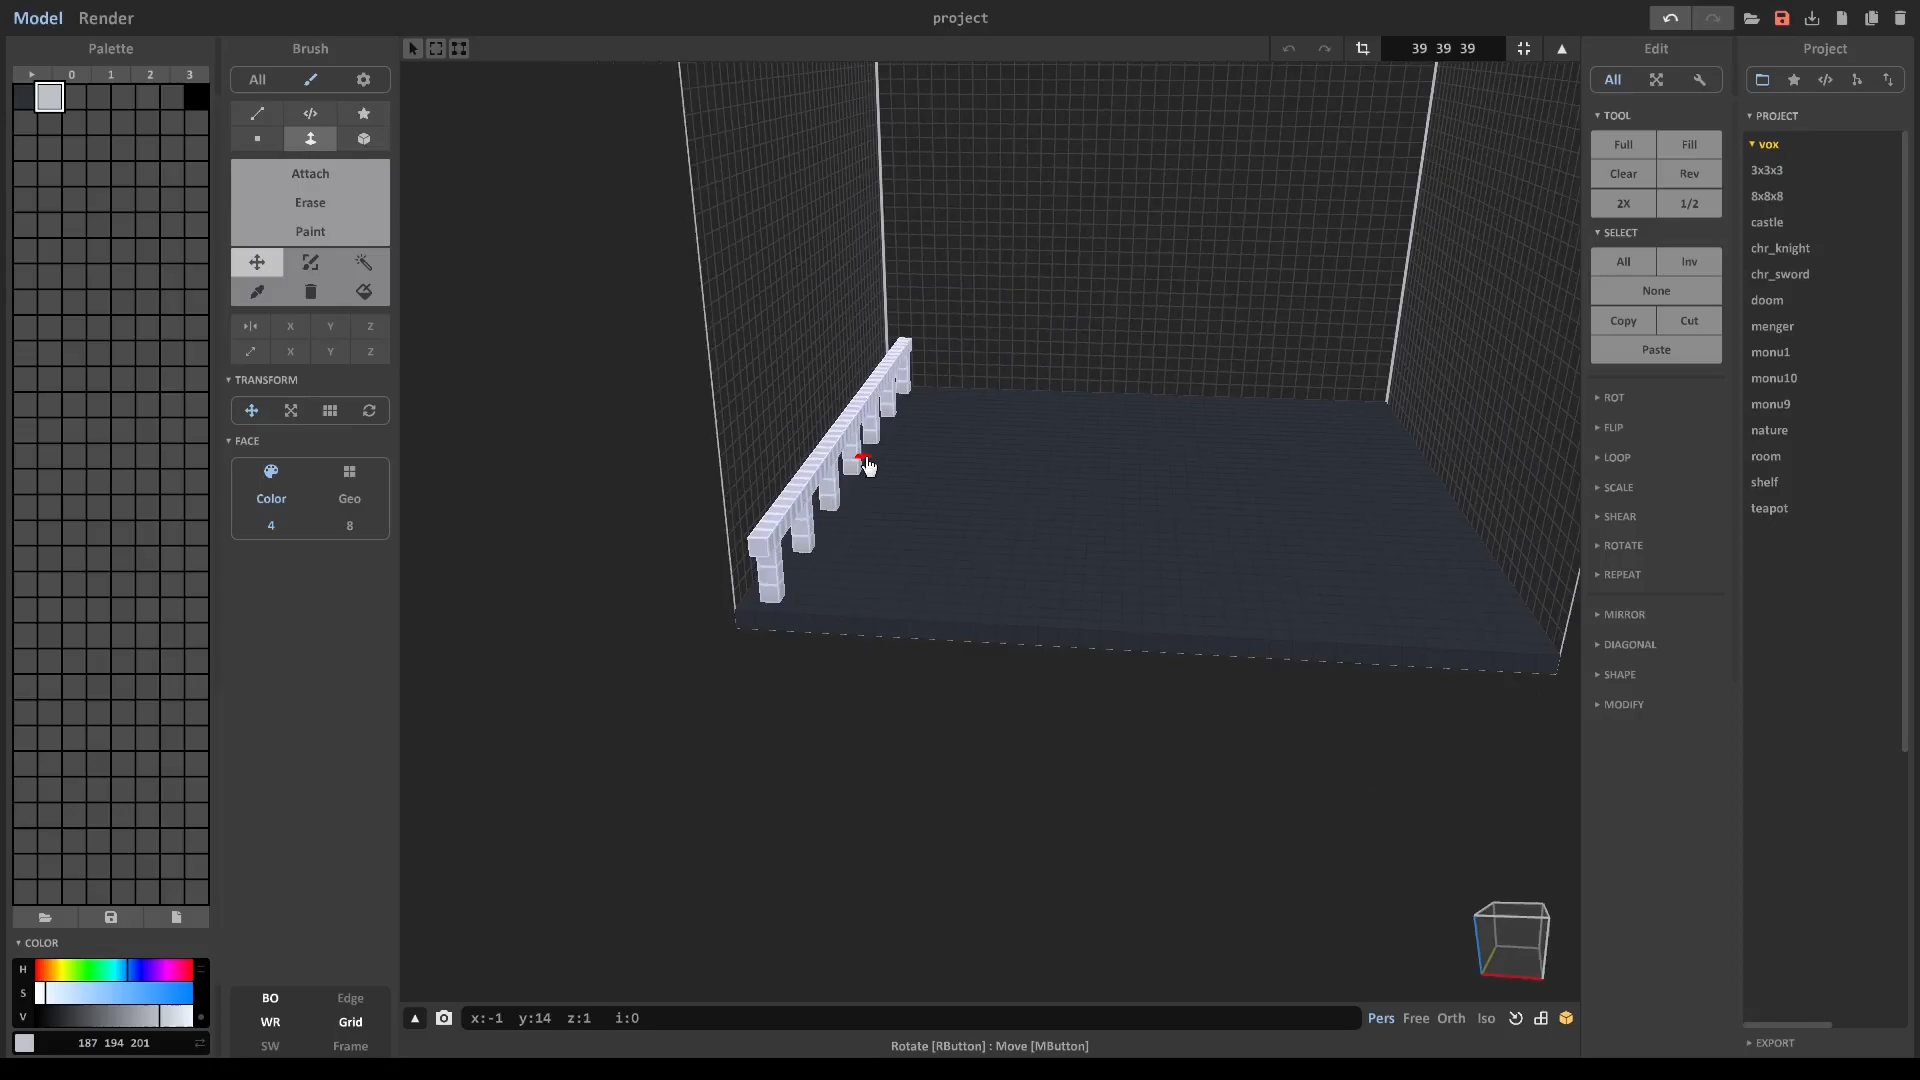 Model Render
project
Palette
0 1 2 3
COLOR
H
S
V
187 194 201
Brush
All
Attach
Erase
Paint
X Y Z
X Y Z
TRANSFORM
FACE
Color Geo
4 8
BO Edge
WR Grid
SW Frame
39 39 39
x:-1 y:14 z:1 i:0
Pers Free Orth Iso
Rotate [RButton] : Move [MButton]
Edit
All
TOOL
Full Fill
Clear Rev
2X 1/2
SELECT
All Inv
None
Copy Cut
Paste
ROT
FLIP
LOOP
SCALE
SHEAR
ROTATE
REPEAT
MIRROR
DIAGONAL
SHAPE
MODIFY
Project
PROJECT
vox
3x3x3
8x8x8
castle
chr_knight
chr_sword
doom
menger
monu1
monu10
monu9
nature
room
shelf
teapot
EXPORT